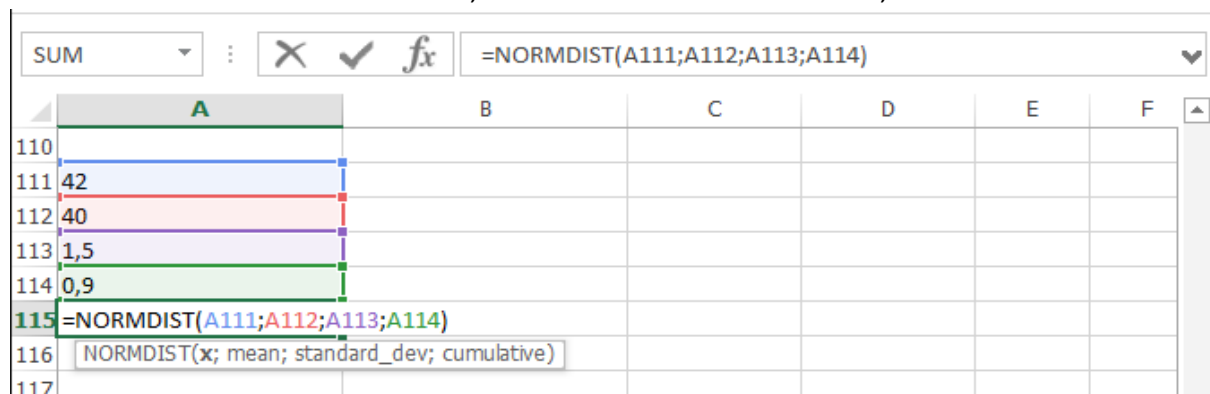 SUM fx =NORMDIST(A111;A112;A113;A114)
A B C D E F
110
111 42
112 40
113 1,5
114 0,9
115 =NORMDIST(A111;A112;A113;A114)
116 NORMDIST(x; mean; standard_dev; cumulative)
117